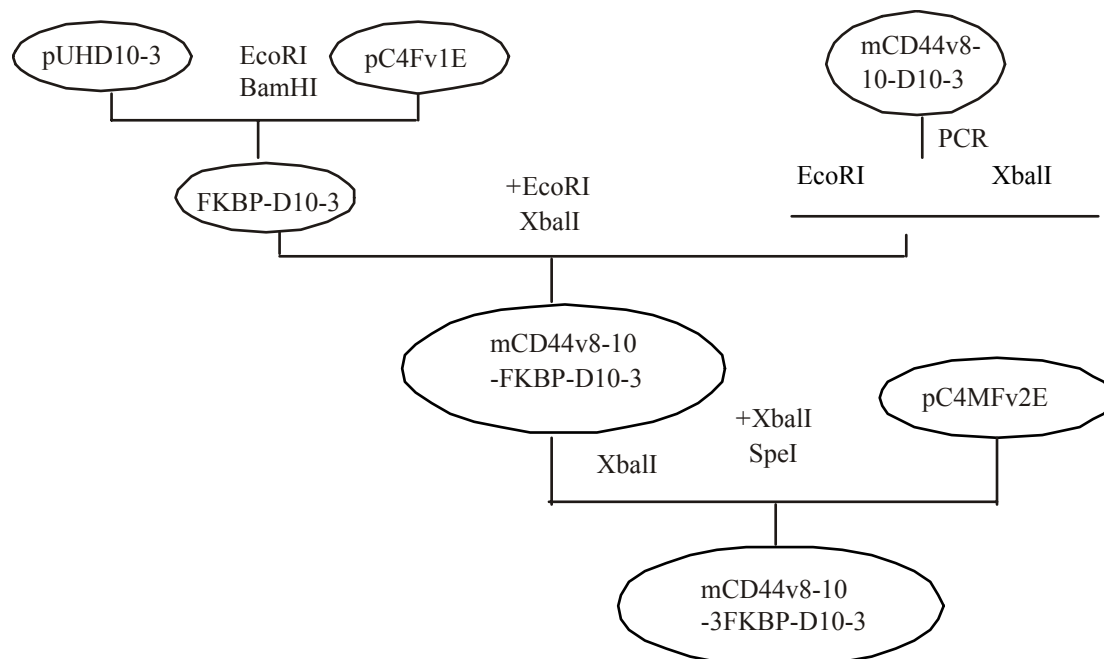 pUHD10-3
EcoRI
BamHI
pC4Fv1E
mCD44v8-
10-D10-3
PCR
EcoRI
XbalI
FKBP-D10-3
+EcoRI
XbalI
mCD44v8-10
-FKBP-D10-3
pC4MFv2E
+XbalI
SpeI
XbalI
mCD44v8-10
-3FKBP-D10-3